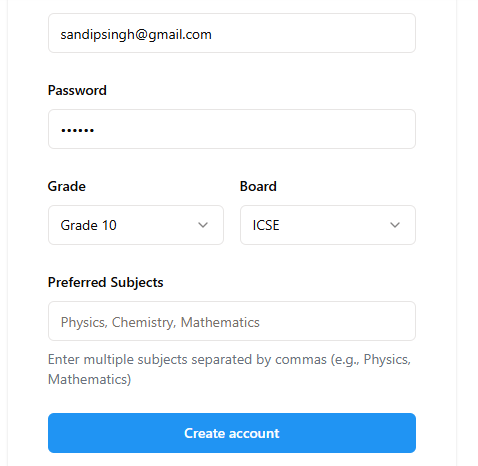 sandipsingh@gmail.com
Password
••••••
Grade Board
Grade 10 ICSE
Preferred Subjects
Physics, Chemistry, Mathematics
Enter multiple subjects separated by commas (e.g., Physics,
Mathematics)
Create account